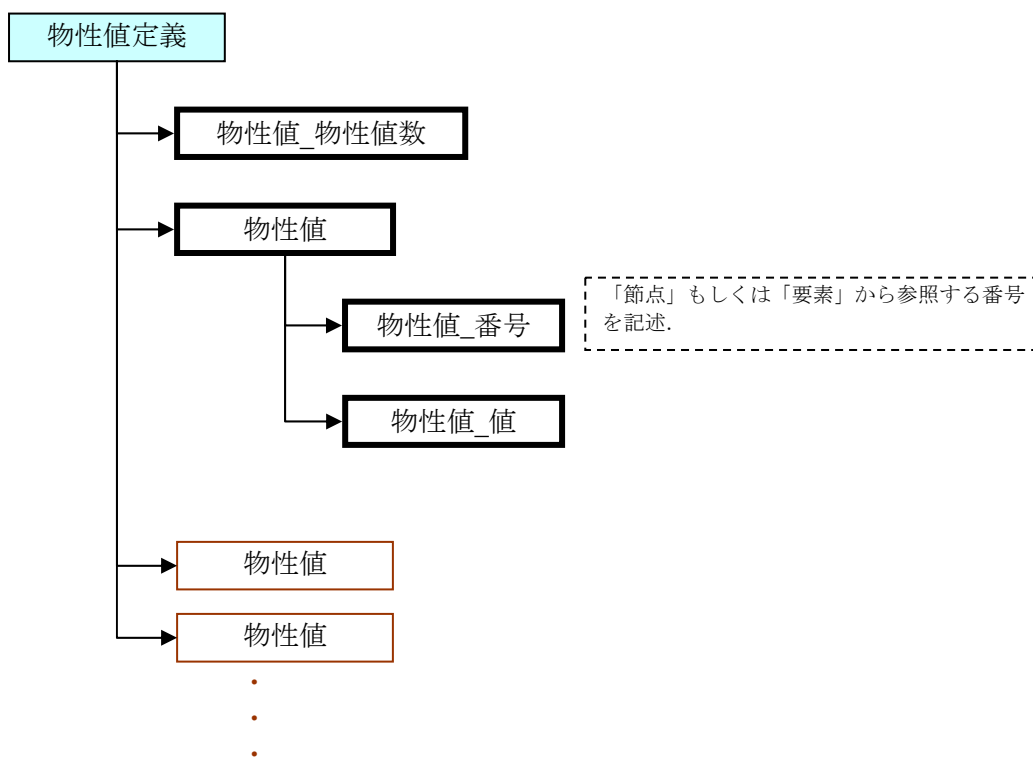 物性値定義
物性値_物性値数
物性値
物性値_番号
「節点」もしくは「要素」から参照する番号
を記述.
物性値_値
物性値
物性値
・
・
・